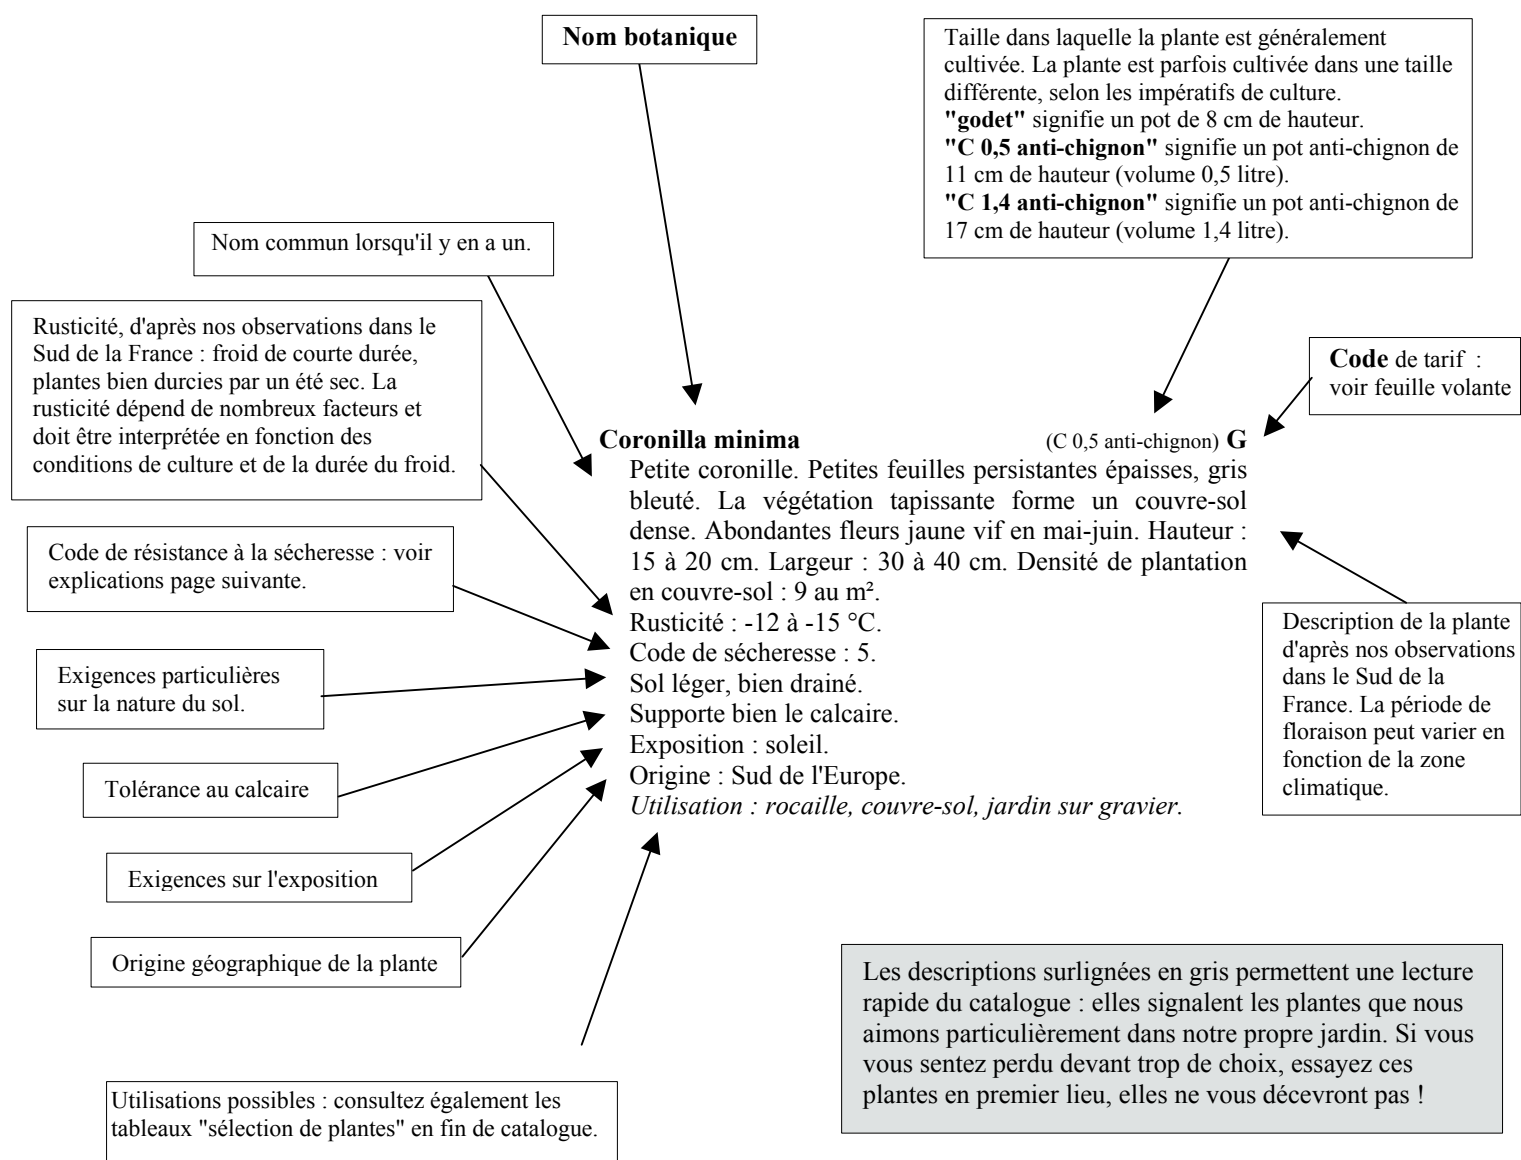 Nom botanique
Taille dans laquelle la plante est généralement
cultivée. La plante est parfois cultivée dans une taille
différente, selon les impératifs de culture.
"godet" signifie un pot de 8 cm de hauteur.
"C 0,5 anti-chignon" signifie un pot anti-chignon de
11 cm de hauteur (volume 0,5 litre).
"C 1,4 anti-chignon" signifie un pot anti-chignon de
17 cm de hauteur (volume 1,4 litre).
Nom commun lorsqu'il y en a un.
Rusticité, d'après nos observations dans le
Sud de la France : froid de courte durée,
plantes bien durcies par un été sec. La
rusticité dépend de nombreux facteurs et
doit être interprétée en fonction des
conditions de culture et de la durée du froid.
Code de tarif :
voir feuille volante
Coronilla minima (C 0,5 anti-chignon) G
Petite coronille. Petites feuilles persistantes épaisses, gris
bleuté. La végétation tapissante forme un couvre-sol
dense. Abondantes fleurs jaune vif en mai-juin. Hauteur :
15 à 20 cm. Largeur : 30 à 40 cm. Densité de plantation
en couvre-sol : 9 au m².
Rusticité : -12 à -15 °C.
Code de sécheresse : 5.
Sol léger, bien drainé.
Supporte bien le calcaire.
Exposition : soleil.
Origine : Sud de l'Europe.
Utilisation : rocaille, couvre-sol, jardin sur gravier.
Code de résistance à la sécheresse : voir
explications page suivante.
Exigences particulières
sur la nature du sol.
Tolérance au calcaire
Exigences sur l'exposition
Origine géographique de la plante
Utilisations possibles : consultez également les
tableaux "sélection de plantes" en fin de catalogue.
Description de la plante
d'après nos observations
dans le Sud de la
France. La période de
floraison peut varier en
fonction de la zone
climatique.
Les descriptions surlignées en gris permettent une lecture
rapide du catalogue : elles signalent les plantes que nous
aimons particulièrement dans notre propre jardin. Si vous
vous sentez perdu devant trop de choix, essayez ces
plantes en premier lieu, elles ne vous décevront pas !